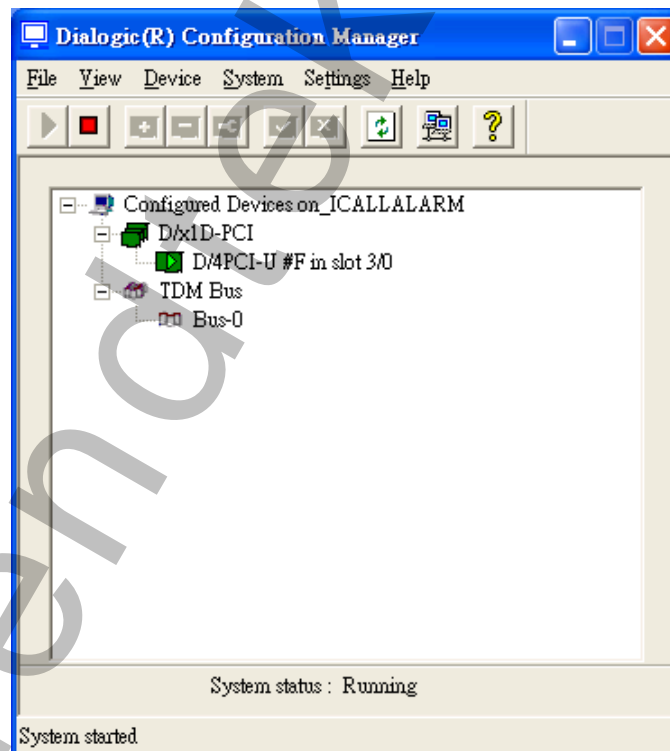 Dialogic(R) Configuration Manager
File View Device System Settings Help
Configured Devices on_ICALLALARM
D/x1D-PCI
D/4PCI-U #F in slot 3/0
TDM Bus
Bus-0
System status : Running
System started
endtek